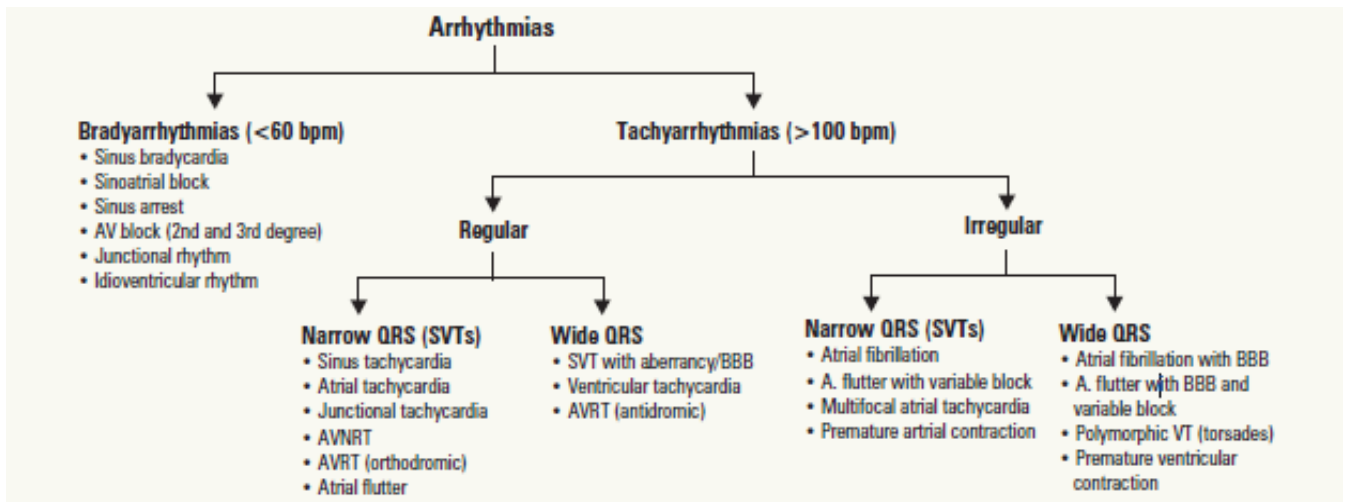 Arrhythmias
Bradyarrhythmias (<60 bpm)
• Sinus bradycardia
• Sinoatrial block
• Sinus arrest
• AV block (2nd and 3rd degree)
• Junctional rhythm
• Idioventricular rhythm
Tachyarrhythmias (>100 bpm)
Regular
Narrow QRS (SVTs)
• Sinus tachycardia
• Atrial tachycardia
• Junctional tachycardia
• AVNRT
• AVRT (orthodromic)
• Atrial flutter
Wide QRS
• SVT with aberrancy/BBB
• Ventricular tachycardia
• AVRT (antidromic)
Irregular
Narrow QRS (SVTs)
• Atrial fibrillation
• A. flutter with variable block
• Multifocal atrial tachycardia
• Premature artrial contraction
Wide QRS
• Atrial fibrillation with BBB
• A. flutter with BBB and
variable block
• Polymorphic VT (torsades)
• Premature ventricular
contraction